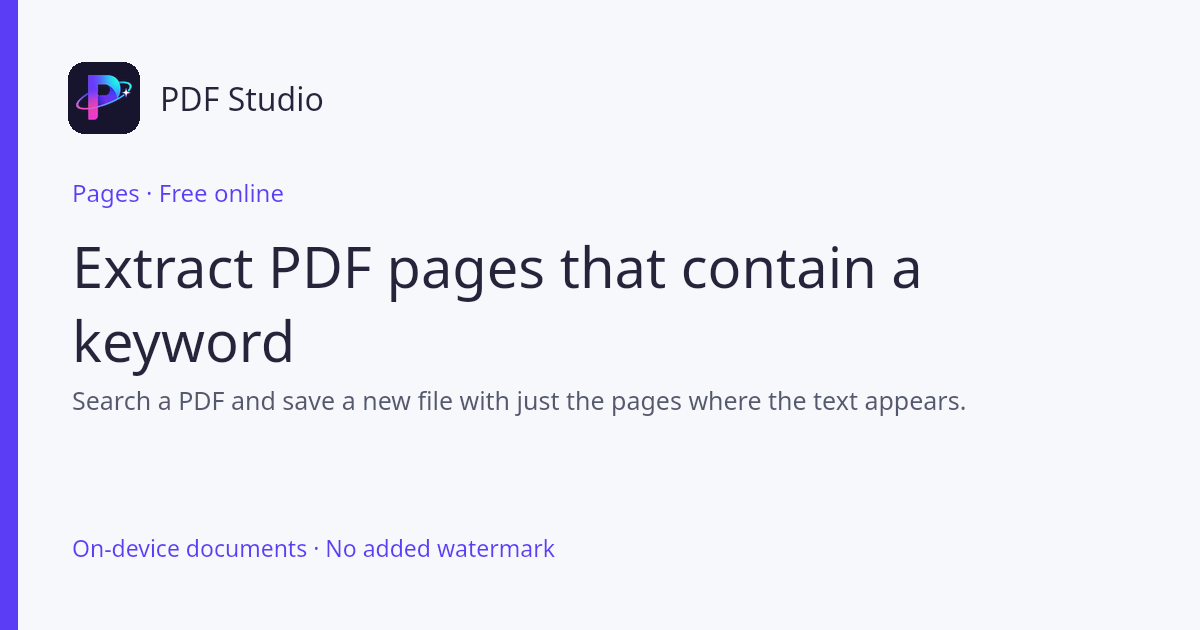 PDF Studio
Pages · Free online
Extract PDF pages that contain a
keyword
Search a PDF and save a new file with just the pages where the text appears.
On-device documents · No added watermark